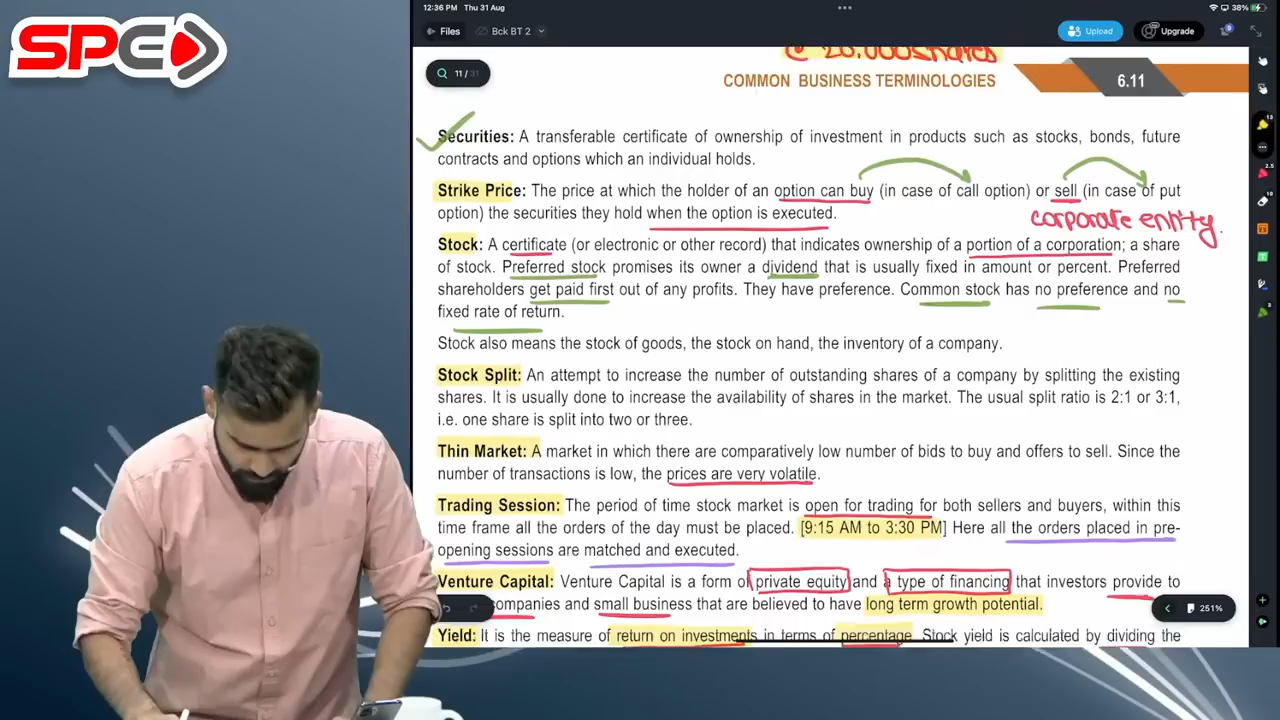 SPC
12:36 PM Thu 31 Aug
38%
Files
Bck BT 2
Upload
Upgrade
@ 20.000 shares
11 / 31
COMMON BUSINESS TERMINOLOGIES
6.11
Securities: A transferable certificate of ownership of investment in products such as stocks, bonds, future
contracts and options which an individual holds.
Strike Price: The price at which the holder of an option can buy (in case of call option) or sell (in case of put
option) the securities they hold when the option is executed.
corporate entity.
Stock: A certificate (or electronic or other record) that indicates ownership of a portion of a corporation; a share
of stock. Preferred stock promises its owner a dividend that is usually fixed in amount or percent. Preferred
shareholders get paid first out of any profits. They have preference. Common stock has no preference and no
fixed rate of return.
Stock also means the stock of goods, the stock on hand, the inventory of a company.
Stock Split: An attempt to increase the number of outstanding shares of a company by splitting the existing
shares. It is usually done to increase the availability of shares in the market. The usual split ratio is 2:1 or 3:1,
i.e. one share is split into two or three.
Thin Market: A market in which there are comparatively low number of bids to buy and offers to sell. Since the
number of transactions is low, the prices are very volatile.
Trading Session: The period of time stock market is open for trading for both sellers and buyers, within this
time frame all the orders of the day must be placed. [9:15 AM to 3:30 PM] Here all the orders placed in pre-
opening sessions are matched and executed.
Venture Capital: Venture Capital is a form of private equity and a type of financing that investors provide to
companies and small business that are believed to have long term growth potential.
251%
Yield: It is the measure of return on investments in terms of percentage. Stock yield is calculated by dividing the